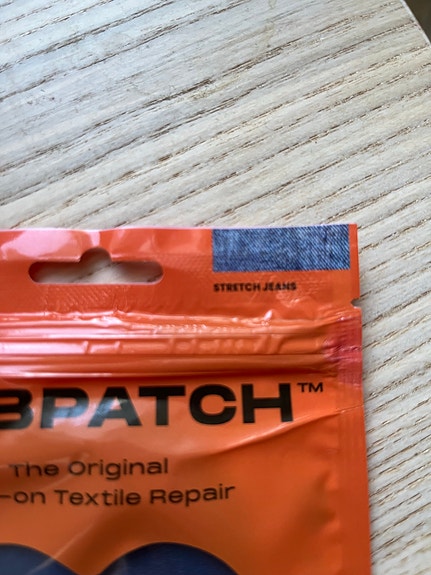 STRETCH JEANS
BPATCH™
The Original
-on Textile Repair